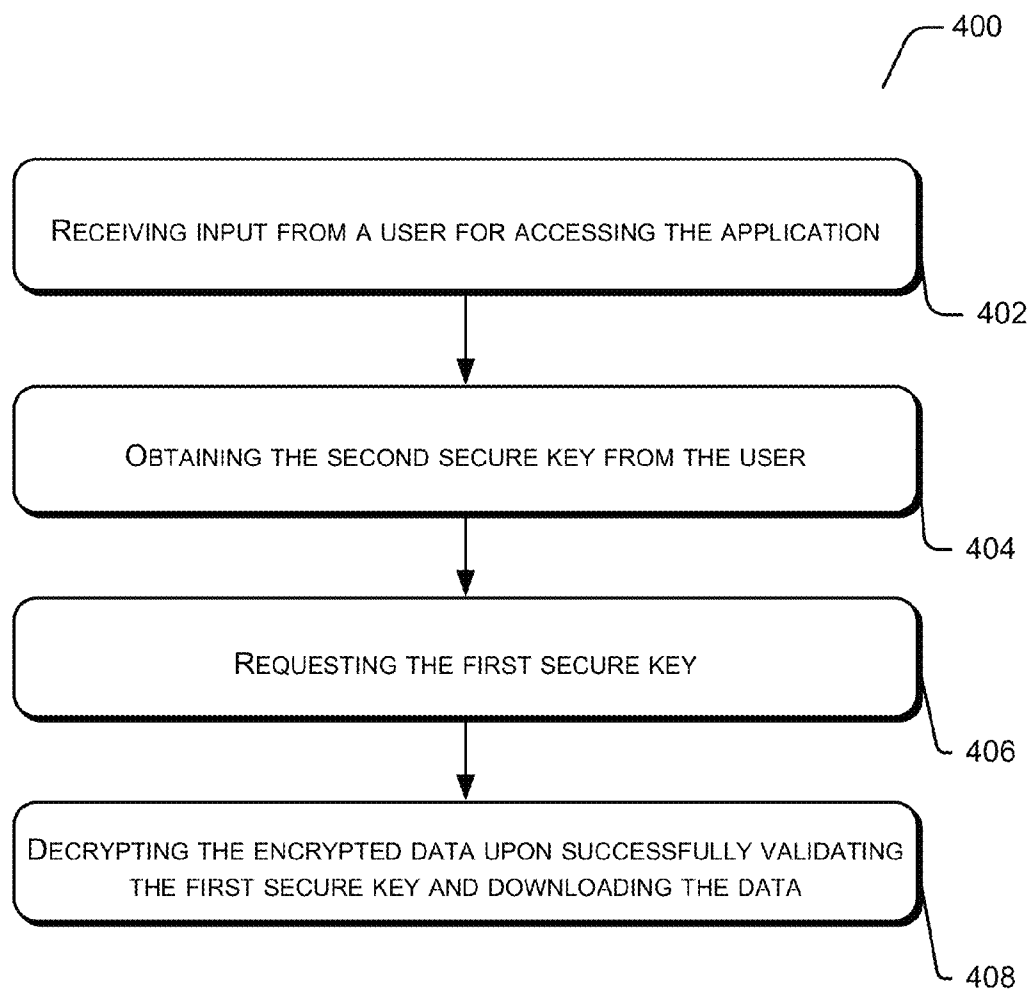 400
RECEIVING INPUT FROM A USER FOR ACCESSING THE APPLICATION
402
OBTAINING THE SECOND SECURE KEY FROM THE USER
404
REQUESTING THE FIRST SECURE KEY
406
DECRYPTING THE ENCRYPTED DATA UPON SUCCESSFULLY VALIDATING
THE FIRST SECURE KEY AND DOWNLOADING THE DATA
408